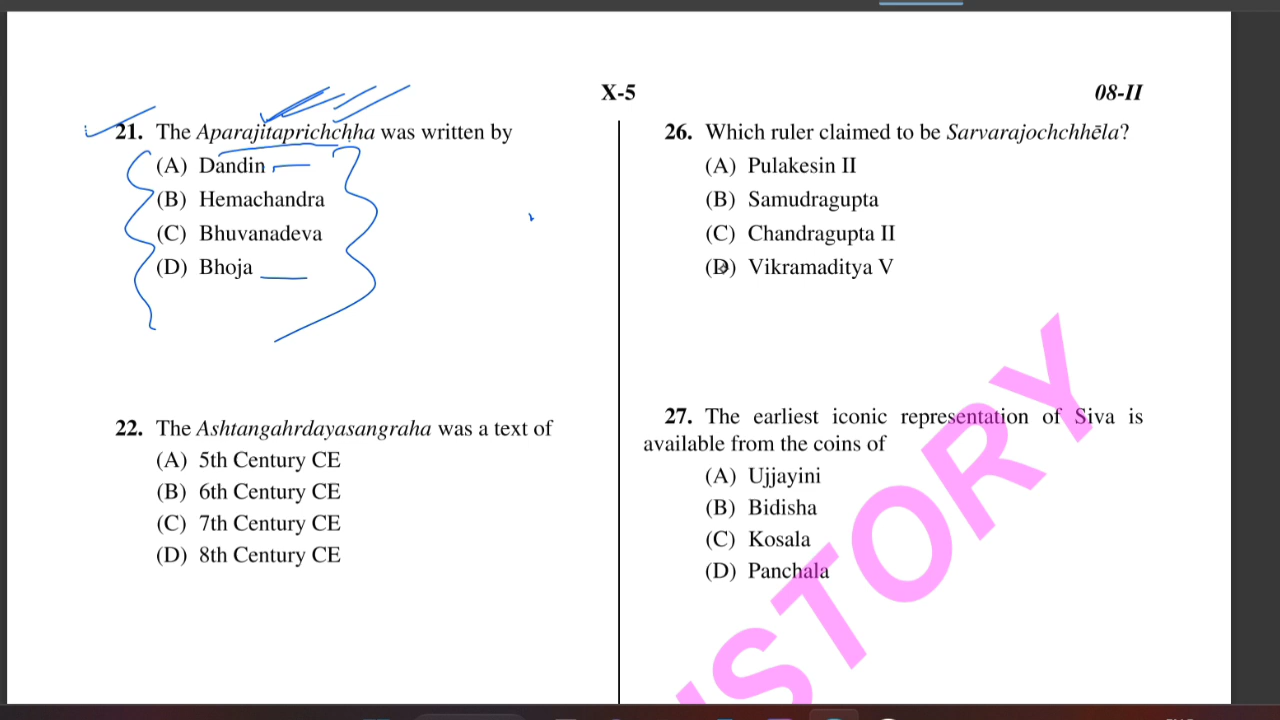 X-5
08-II
21. The Aparajitaprichchha was written by
(A) Dandin
(B) Hemachandra
(C) Bhuvanadeva
(D) Bhoja
22. The Ashtangahrdayasangraha was a text of
(A) 5th Century CE
(B) 6th Century CE
(C) 7th Century CE
(D) 8th Century CE
26. Which ruler claimed to be Sarvarajochchhēla?
(A) Pulakesin II
(B) Samudragupta
(C) Chandragupta II
(D) Vikramaditya V
27. The earliest iconic representation of Siva is
available from the coins of
(A) Ujjayini
(B) Bidisha
(C) Kosala
(D) Panchala
STORY